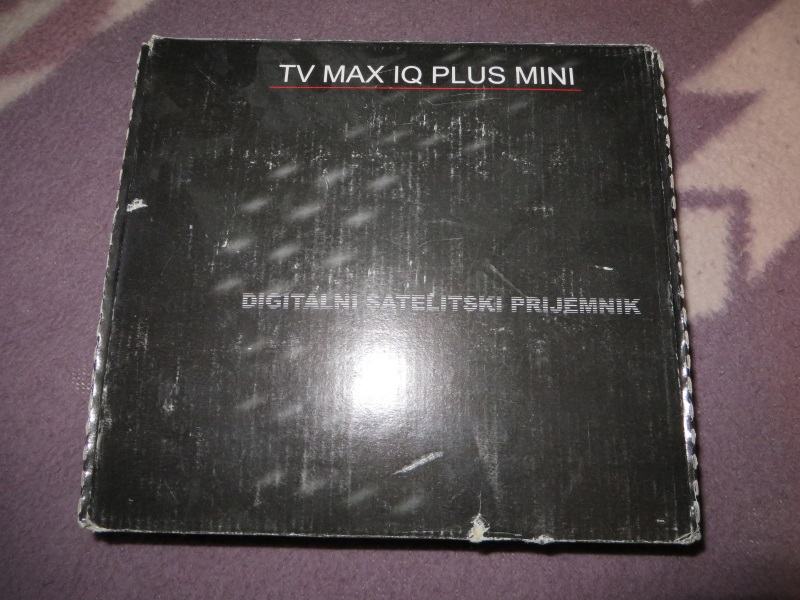 TV MAX IQ PLUS MINI
DIGITALNI SATELITSKI PRIJEMNIK